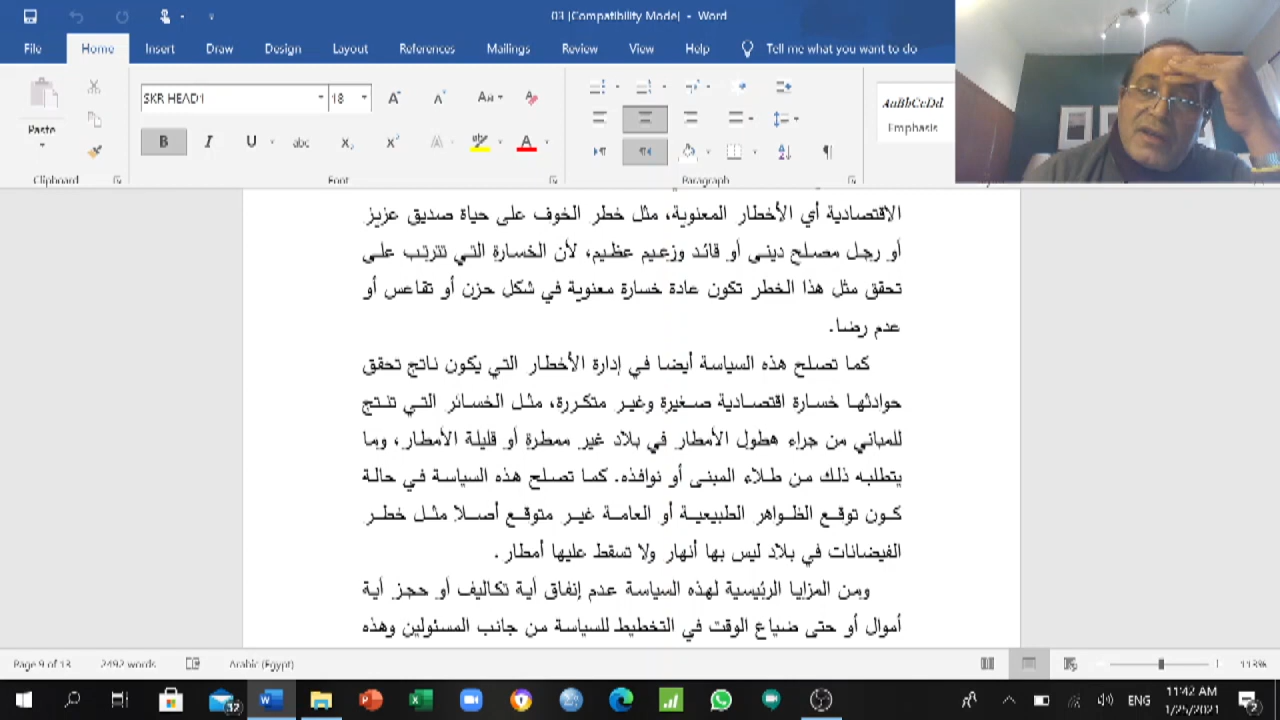 03 [Compatibility Mode] - Word
File Home Insert Draw Design Layout References Mailings Review View Help Tell me what you want to do
SKR HEAD1 18
Paste
AaBbCcDd
Emphasis
Clipboard Font Paragraph
الاقتصادية أي الأخطار المعنوية، مثل خطر الخوف على حياة صديق عزيز
أو رجل مصلح دينى أو قائد وزعيم عظيم، لأن الخسارة التي تترتب على
تحقق مثل هذا الخطر تكون عادة خسارة معنوية في شكل حزن أو تقاعس أو
عدم رضا.
كما تصلح هذه السياسة أيضا في إدارة الأخطار التي يكون ناتج تحقق
حوادثها خسارة اقتصادية صغيرة وغير متكررة، مثل الخسائر التي تنتج
للمباني من جراء هطول الأمطار في بلاد غير ممطرة أو قليلة الأمطار، وما
يتطلبه ذلك من طلاء المبنى أو نوافذه. كما تصلح هذه السياسة في حالة
كون توقع الظواهر الطبيعية أو العامة غير متوقع أصلا مثل خطر
الفيضانات في بلاد ليس بها أنهار ولا تسقط عليها أمطار.
ومن المزايا الرئيسية لهذه السياسة عدم إنفاق آية تكاليف أو حجز آية
أموال أو حتى ضياع الوقت في التخطيط للسياسة من جانب المسئولين وهذه
Page 9 of 13 2492 words Arabic (Egypt) 118%
ENG 11:42 AM
1/25/2021